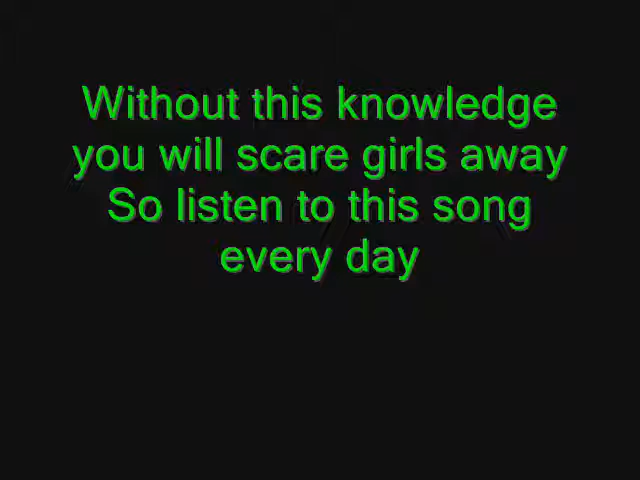 Without this knowledge
you will scare girls away
So listen to this song
every day